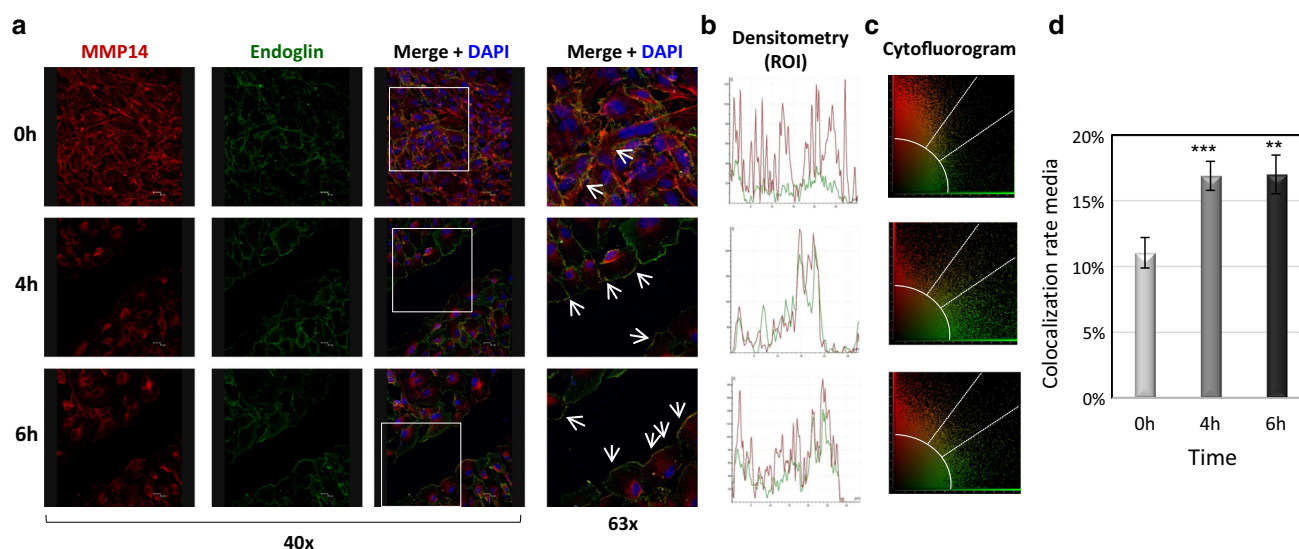 a
b
c
d
MMP14
Endoglin
Merge + DAPI
Merge + DAPI
Densitometry
(ROI)
Cytofluorogram
0h
4h
6h
40x
63x
Colocalization rate media
20%
15%
10%
5%
0%
***
**
0h
4h
6h
Time